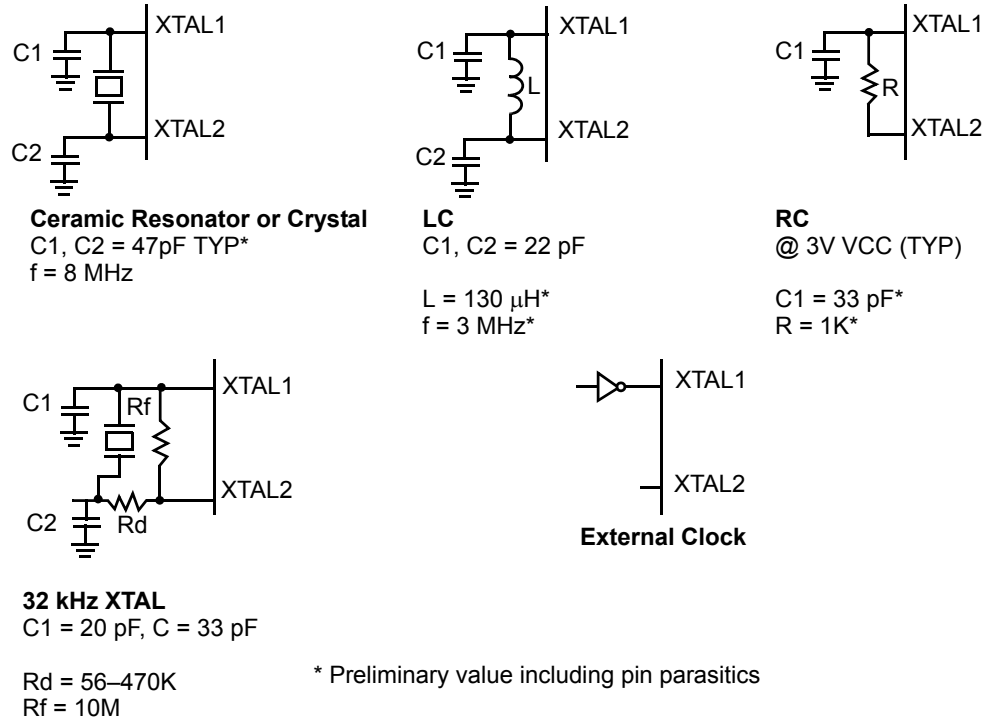 XTAL1
C1
XTAL2
C2
Ceramic Resonator or Crystal
C1, C2 = 47pF TYP*
f = 8 MHz
XTAL1
C1
L
XTAL2
C2
LC
C1, C2 = 22 pF
L = 130 μH*
f = 3 MHz*
XTAL1
C1
R
XTAL2
RC
@ 3V VCC (TYP)
C1 = 33 pF*
R = 1K*
XTAL1
C1
Rf
XTAL2
C2
Rd
32 kHz XTAL
C1 = 20 pF, C = 33 pF
Rd = 56–470K
Rf = 10M
XTAL1
XTAL2
External Clock
* Preliminary value including pin parasitics